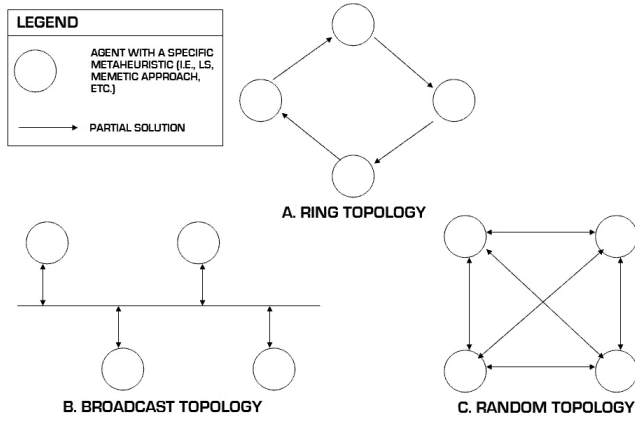 LEGEND
AGENT WITH A SPECIFIC
METAHEURISTIC (I.E., LS,
MEMETIC APPROACH,
ETC.)
PARTIAL SOLUTION
A. RING TOPOLOGY
B. BROADCAST TOPOLOGY
C. RANDOM TOPOLOGY